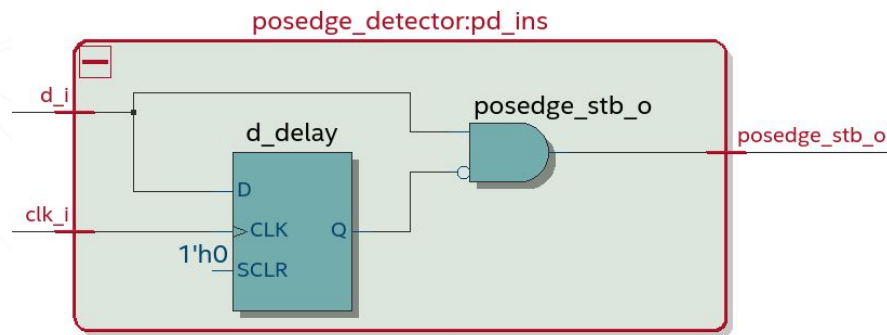 posedge_detector:pd_ins
d_i
posedge_stb_o
d_delay
posedge_stb_o
D
clk_i
CLK
Q
1'h0
SCLR